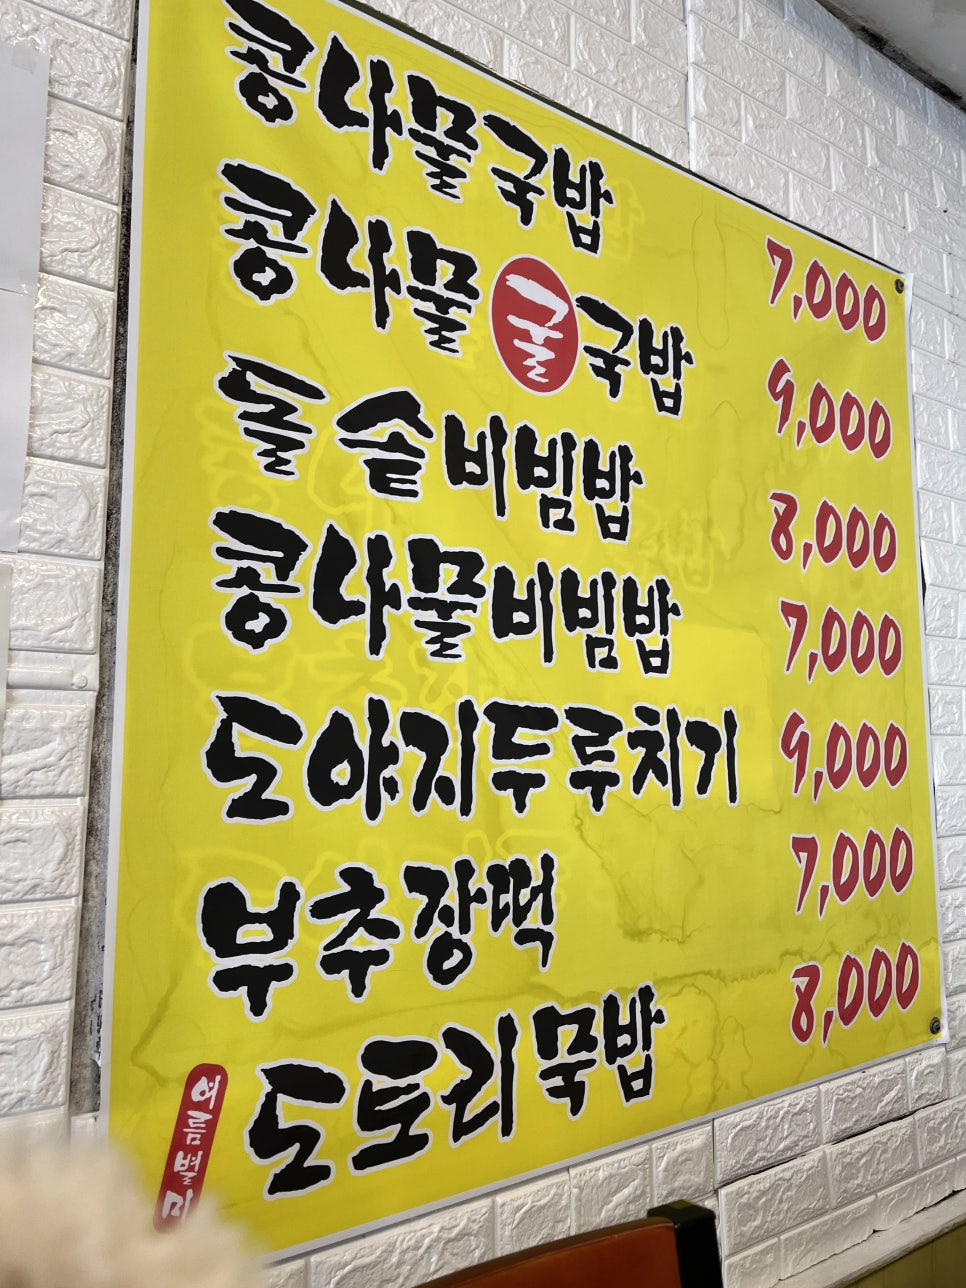 콩나물국밥 7,000
콩나물굴국밥 9,000
돌솥비빔밥 8,000
콩나물비빔밥 7,000
도야지두루치기 9,000
부추장떡 7,000
여름별미 도토리묵밥 8,000